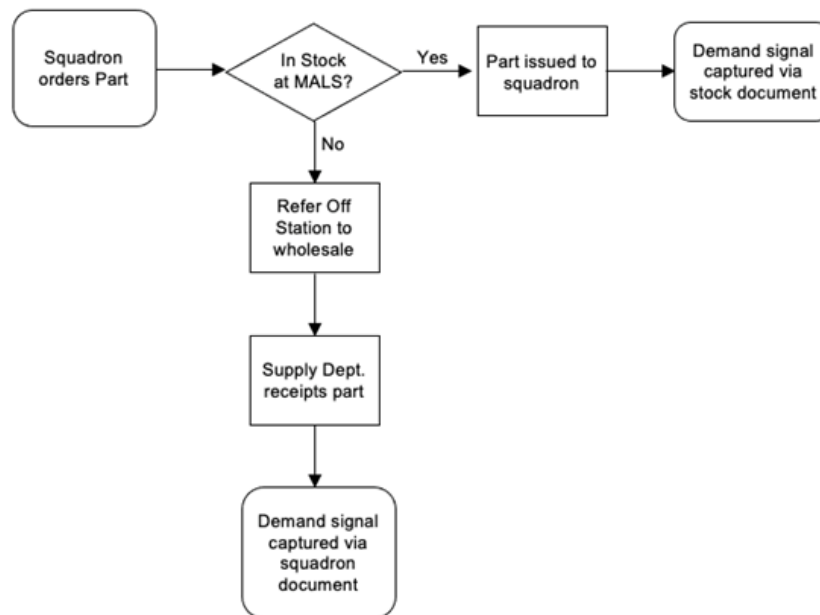 Squadron
orders Part
In Stock
at MALS?
Yes
Part issued to
squadron
Demand signal
captured via
stock document
No
Refer Off
Station to
wholesale
Supply Dept.
receipts part
Demand signal
captured via
squadron
document